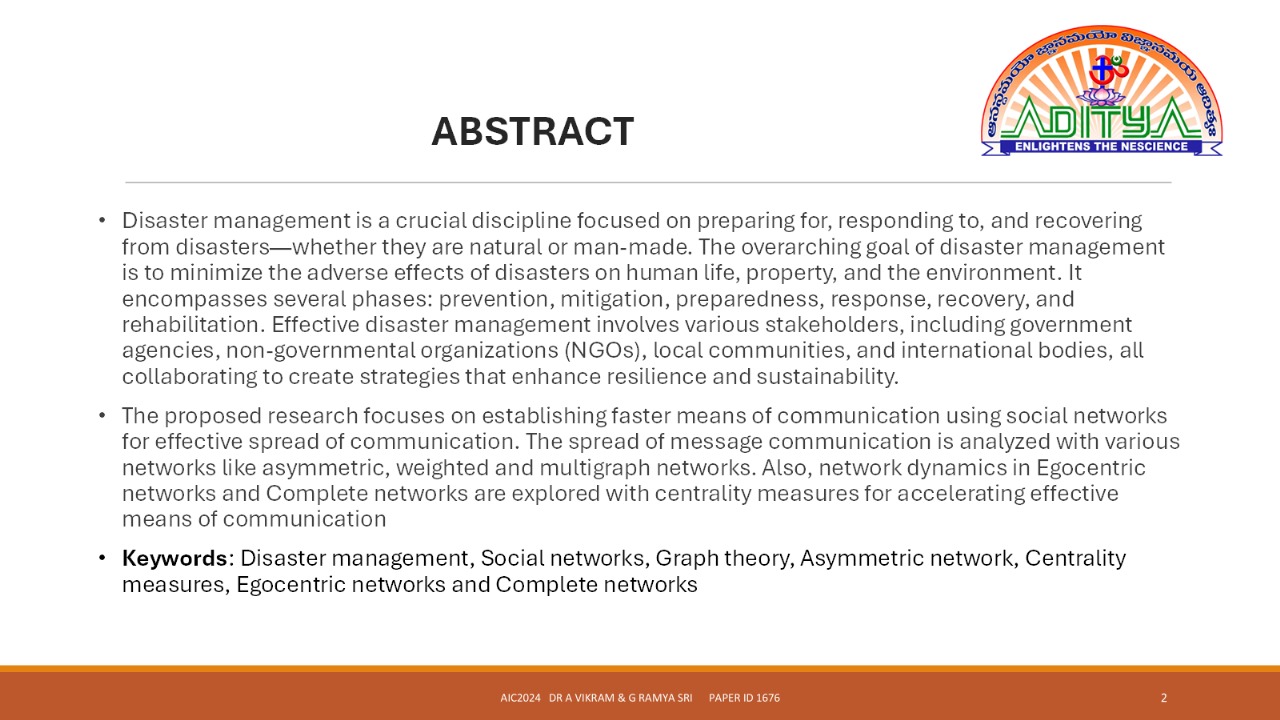 ఆనన్దమయో జ్ఞానమయో విజ్ఞానమయ ఆదిత్యః
ADITYA
ENLIGHTENS THE NESCIENCE
ABSTRACT
• Disaster management is a crucial discipline focused on preparing for, responding to, and recovering
from disasters—whether they are natural or man-made. The overarching goal of disaster management
is to minimize the adverse effects of disasters on human life, property, and the environment. It
encompasses several phases: prevention, mitigation, preparedness, response, recovery, and
rehabilitation. Effective disaster management involves various stakeholders, including government
agencies, non-governmental organizations (NGOs), local communities, and international bodies, all
collaborating to create strategies that enhance resilience and sustainability.
• The proposed research focuses on establishing faster means of communication using social networks
for effective spread of communication. The spread of message communication is analyzed with various
networks like asymmetric, weighted and multigraph networks. Also, network dynamics in Egocentric
networks and Complete networks are explored with centrality measures for accelerating effective
means of communication
• Keywords: Disaster management, Social networks, Graph theory, Asymmetric network, Centrality
measures, Egocentric networks and Complete networks
AIC2024 DR A VIKRAM & G RAMYA SRI PAPER ID 1676
2